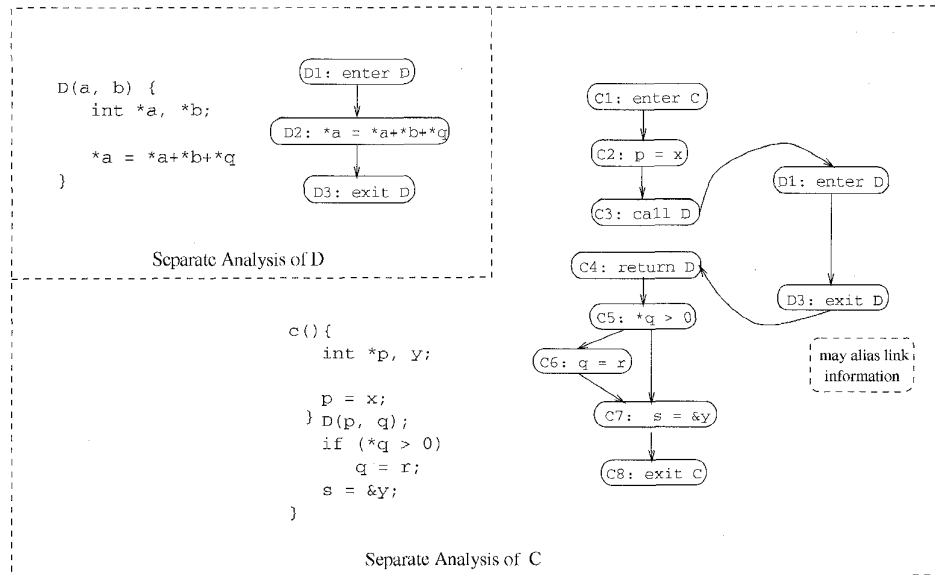 D(a, b) {
int *a, *b;
*a = *a+*b+*q
}
D1: enter D
D2: *a = *a+*b+*q
D3: exit D
Separate Analysis of D
c(){
int *p, y;
p = x;
} D(p, q);
if (*q > 0)
q = r;
s = &y;
}
C1: enter C
C2: p = x
C3: call D
C4: return D
C5: *q > 0
C6: q = r
C7: s = &y
C8: exit C
D1: enter D
D3: exit D
may alias link
information
Separate Analysis of C